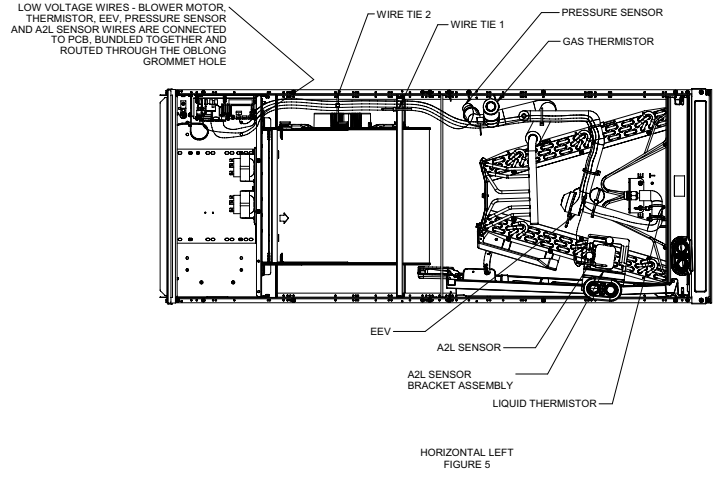 LOW VOLTAGE WIRES - BLOWER MOTOR,
THERMISTOR, EEV, PRESSURE SENSOR
AND A2L SENSOR WIRES ARE CONNECTED
TO PCB, BUNDLED TOGETHER AND
ROUTED THROUGH THE OBLONG
GROMMET HOLE
WIRE TIE 2
WIRE TIE 1
PRESSURE SENSOR
GAS THERMISTOR
EEV
A2L SENSOR
A2L SENSOR
BRACKET ASSEMBLY
LIQUID THERMISTOR
HORIZONTAL LEFT
FIGURE 5